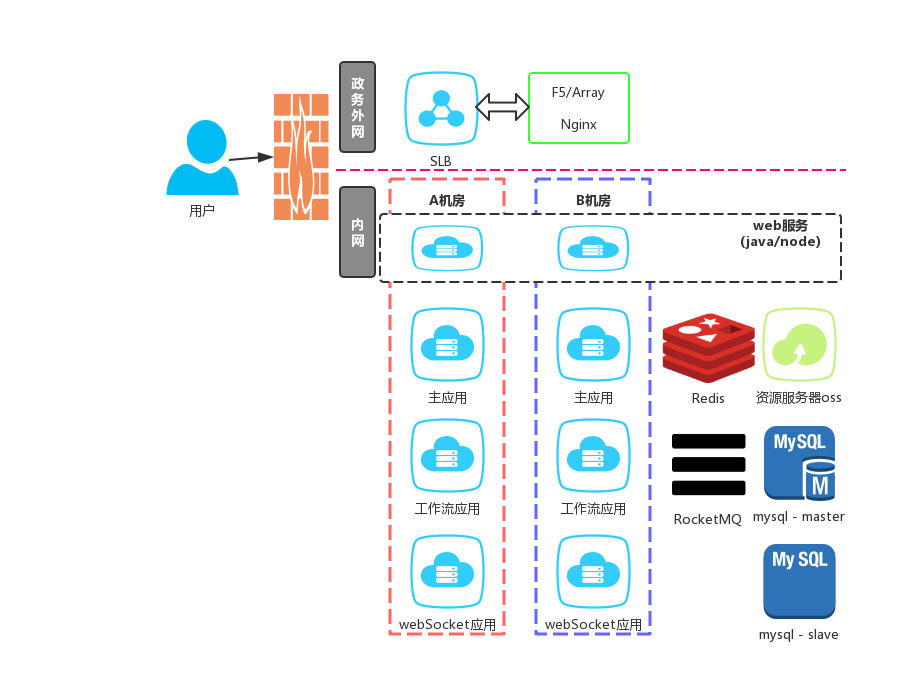 政
务
外
网
F5/Array
Nginx
SLB
用户
内
网
A机房
B机房
web服务
(java/node)
主应用
主应用
Redis
资源服务器oss
MySQL
M
工作流应用
工作流应用
RocketMQ
mysql - master
My SQL
webSocket应用
webSocket应用
mysql - slave